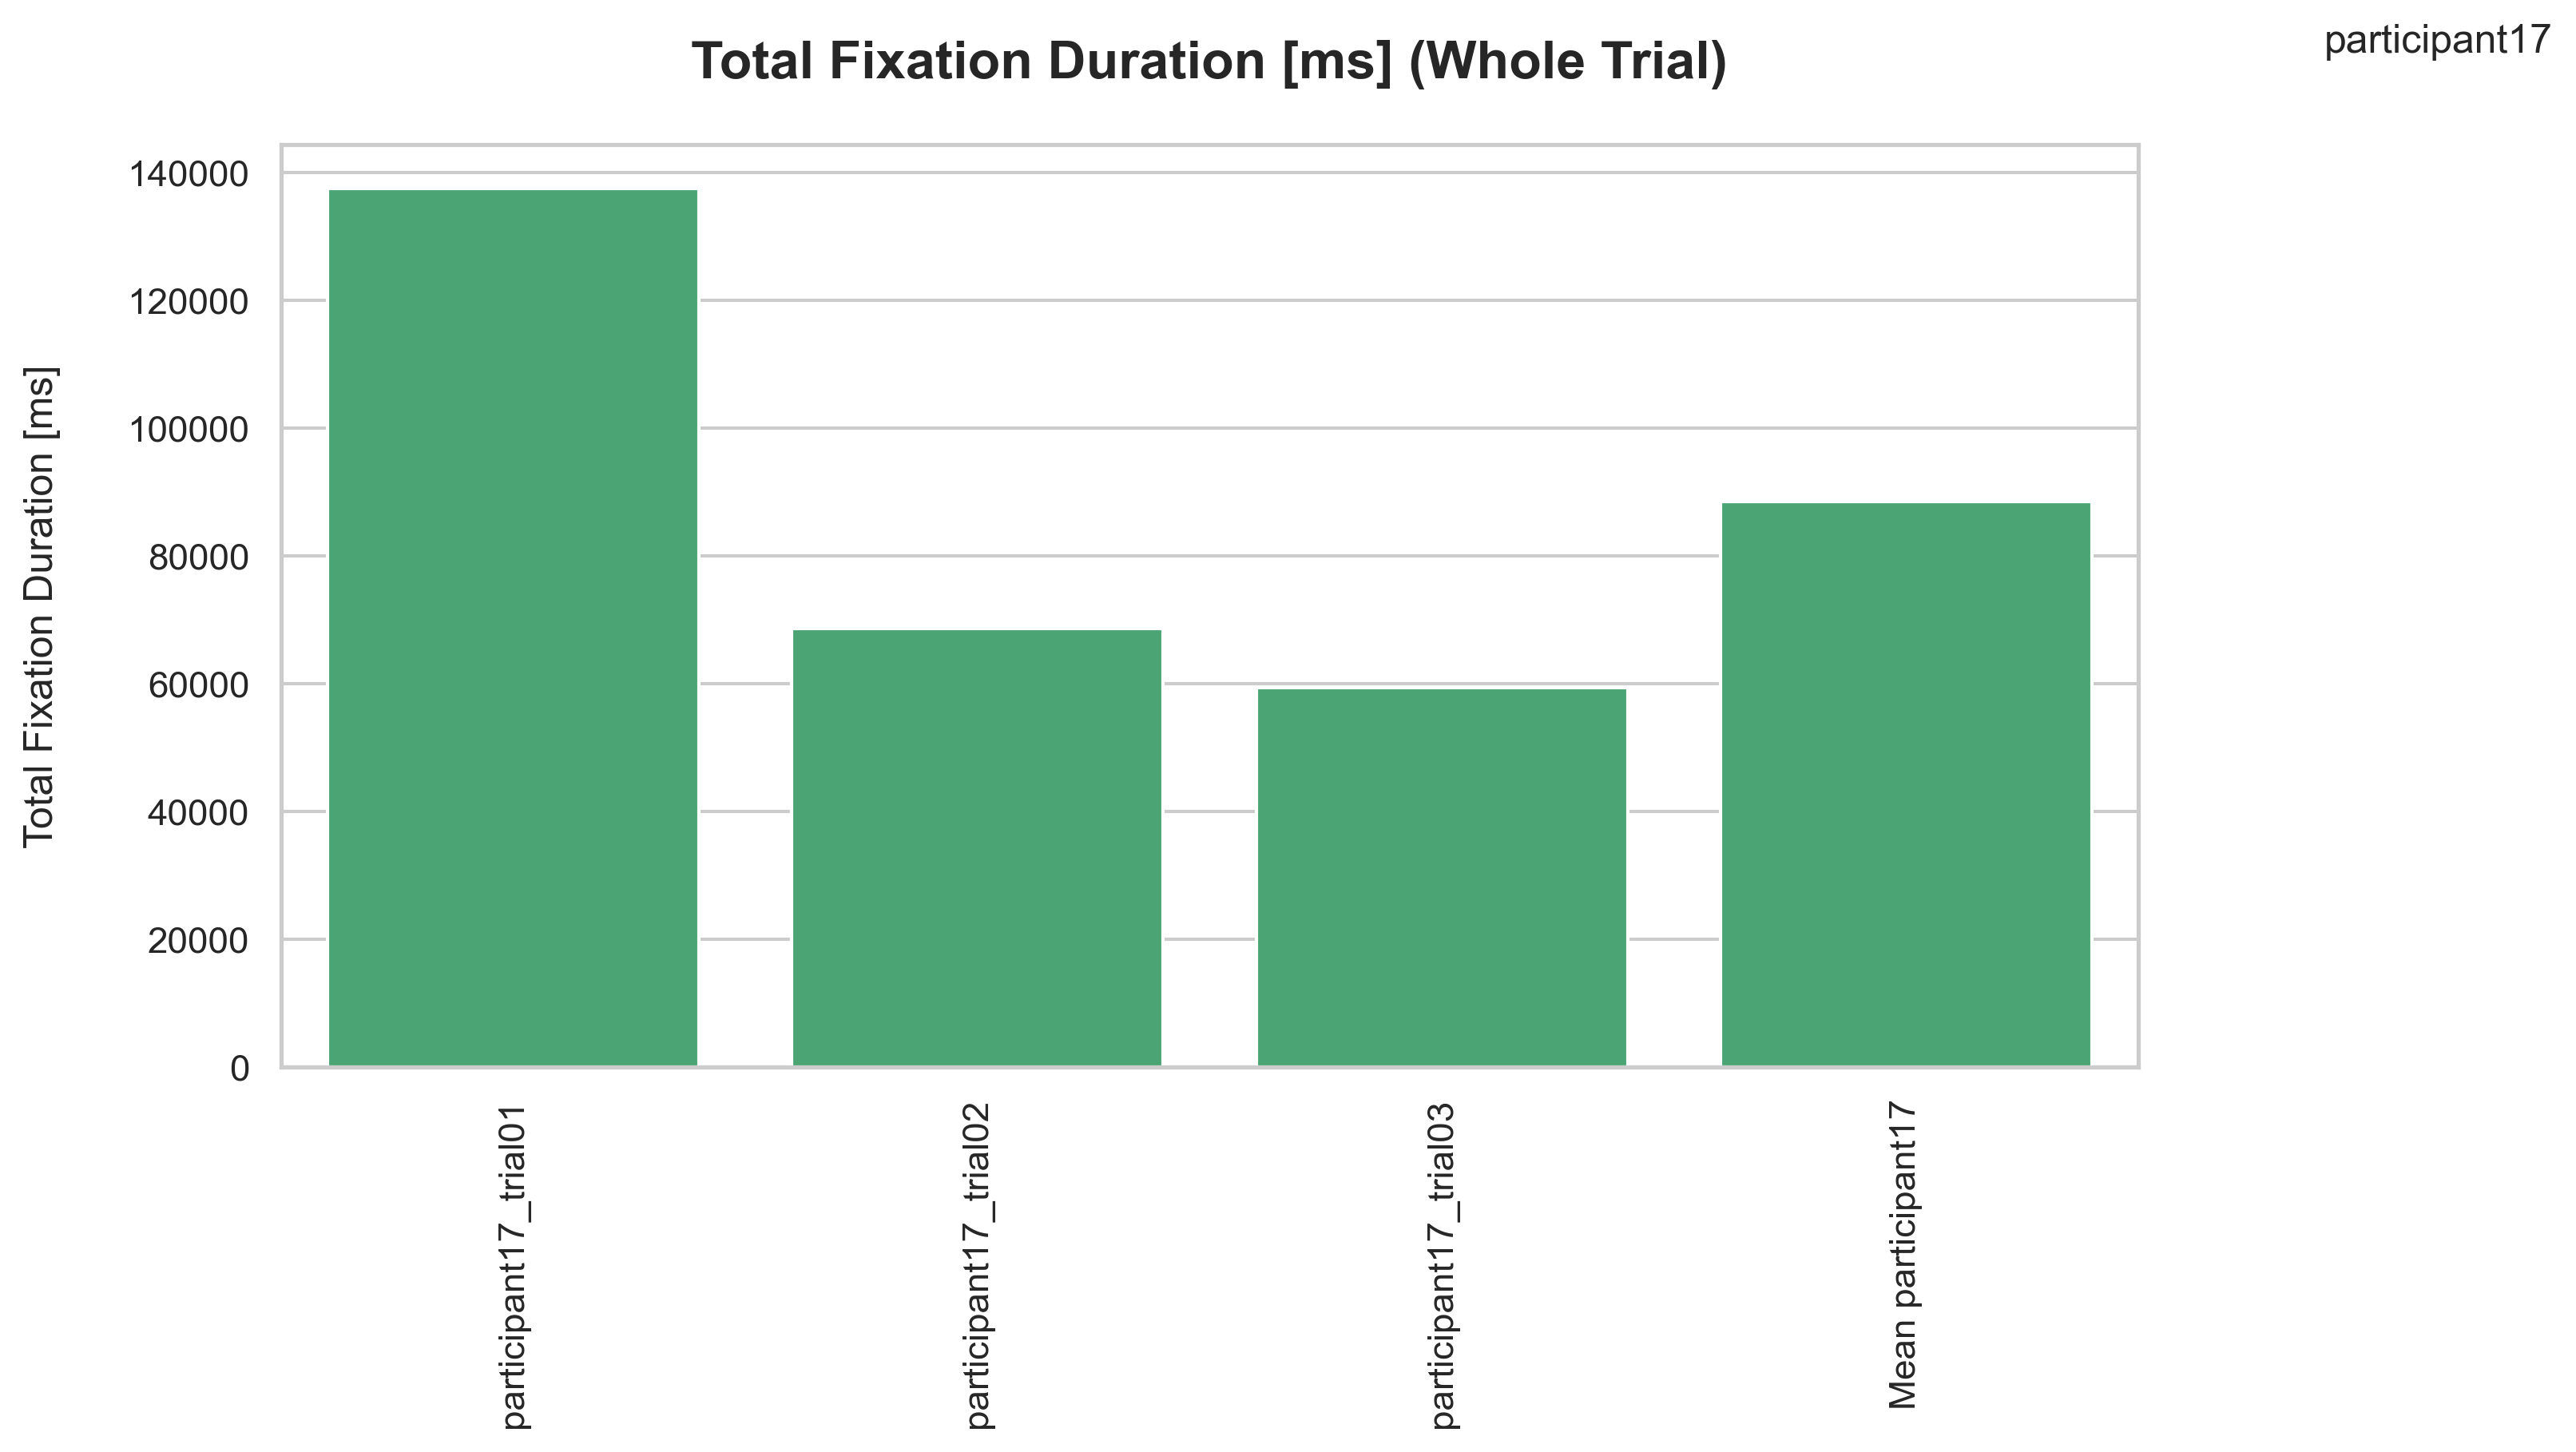 participant17
Total Fixation Duration [ms] (Whole Trial)
Total Fixation Duration [ms]
140000
120000
100000
80000
60000
40000
20000
0
participant17_trial01
participant17_trial02
participant17_trial03
Mean participant17